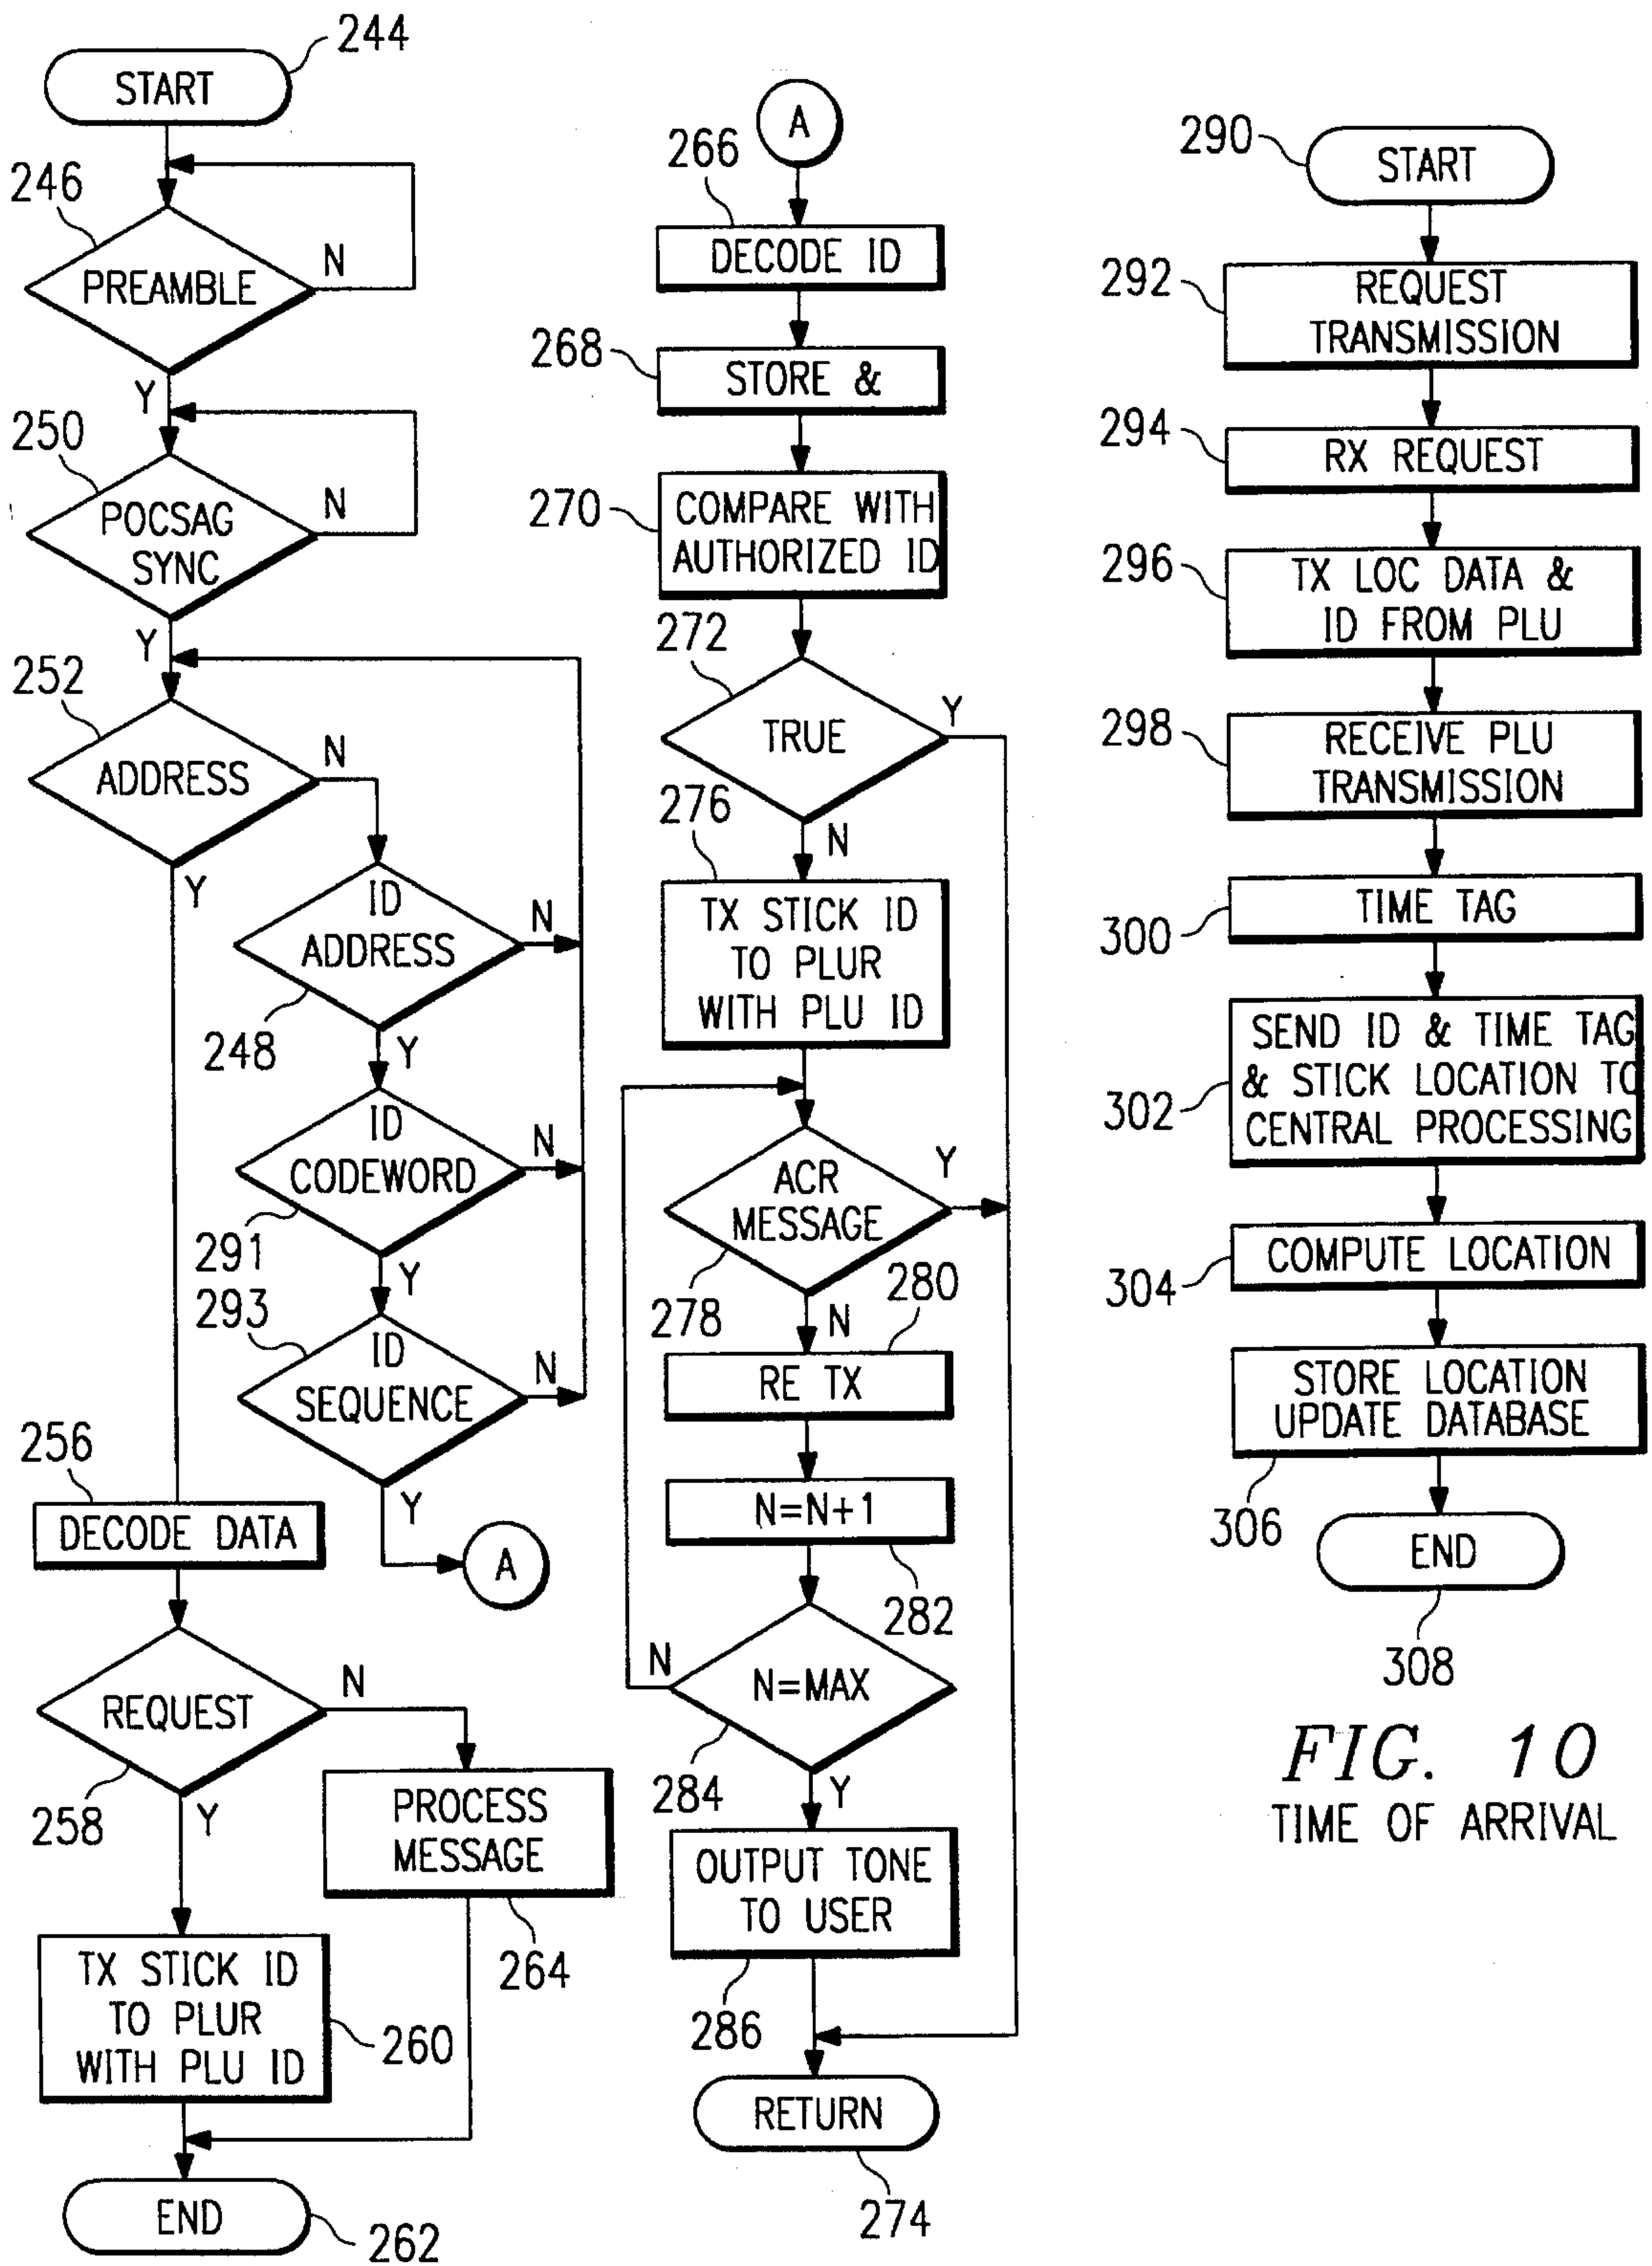 244
START
246
PREAMBLE
N
Y
250
POCSAG
SYNC
N
Y
252
ADDRESS
N
Y
ID
ADDRESS
N
248
Y
ID
CODEWORD
N
291
Y
293
ID
SEQUENCE
N
Y
A
256
DECODE DATA
REQUEST
N
258
Y
PROCESS
MESSAGE
264
TX STICK ID
TO PLUR
WITH PLU ID
260
END
262
A
266
DECODE ID
268
STORE &
270
COMPARE WITH
AUTHORIZED ID
272
TRUE
Y
276
N
TX STICK ID
TO PLUR
WITH PLU ID
ACR
MESSAGE
Y
278
N
280
RE TX
N=N+1
282
N=MAX
N
284
Y
OUTPUT TONE
TO USER
286
RETURN
274
290
START
292
REQUEST
TRANSMISSION
294
RX REQUEST
296
TX LOC DATA &
ID FROM PLU
298
RECEIVE PLU
TRANSMISSION
300
TIME TAG
302
SEND ID & TIME TAG
& STICK LOCATION TO
CENTRAL PROCESSING
304
COMPUTE LOCATION
STORE LOCATION
UPDATE DATABASE
306
END
308
FIG. 10
TIME OF ARRIVAL